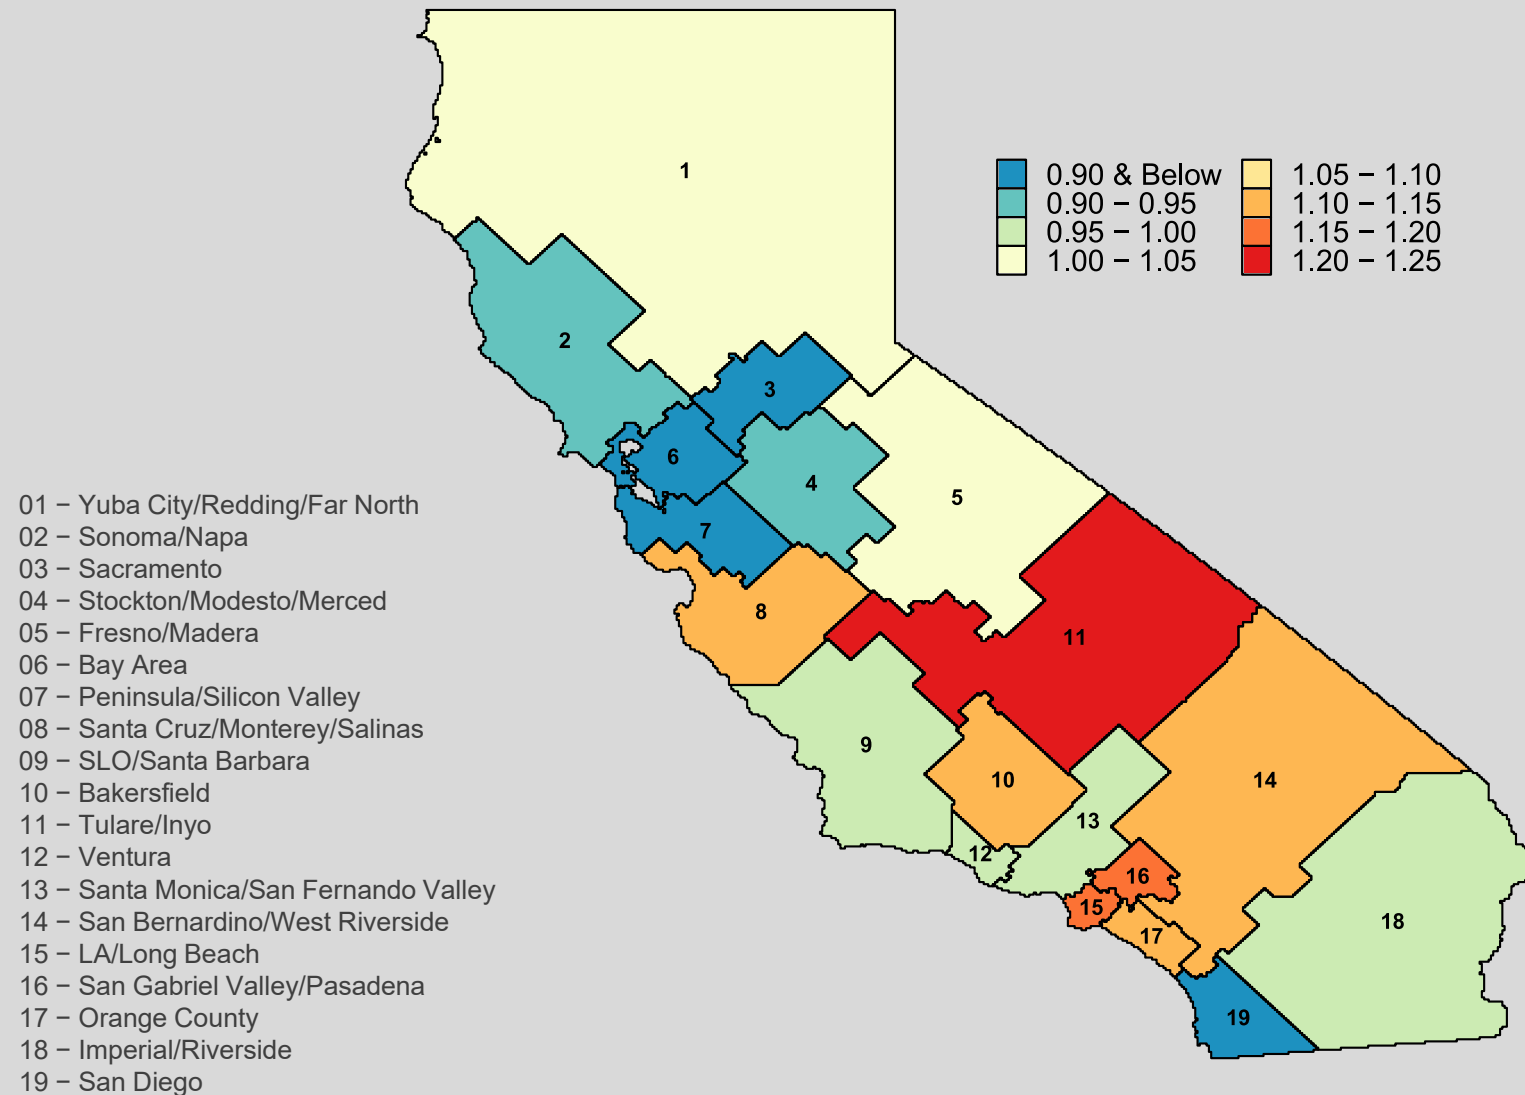 1
0.90 & Below
0.90 − 0.95
0.95 − 1.00
1.00 − 1.05
1.05 − 1.10
1.10 − 1.15
1.15 − 1.20
1.20 − 1.25
2
3
6
4
5
7
8
11
9
10
14
13
12
16
15
17
18
19
01 − Yuba City/Redding/Far North
02 − Sonoma/Napa
03 − Sacramento
04 − Stockton/Modesto/Merced
05 − Fresno/Madera
06 − Bay Area
07 − Peninsula/Silicon Valley
08 − Santa Cruz/Monterey/Salinas
09 − SLO/Santa Barbara
10 − Bakersfield
11 − Tulare/Inyo
12 − Ventura
13 − Santa Monica/San Fernando Valley
14 − San Bernardino/West Riverside
15 − LA/Long Beach
16 − San Gabriel Valley/Pasadena
17 − Orange County
18 − Imperial/Riverside
19 − San Diego